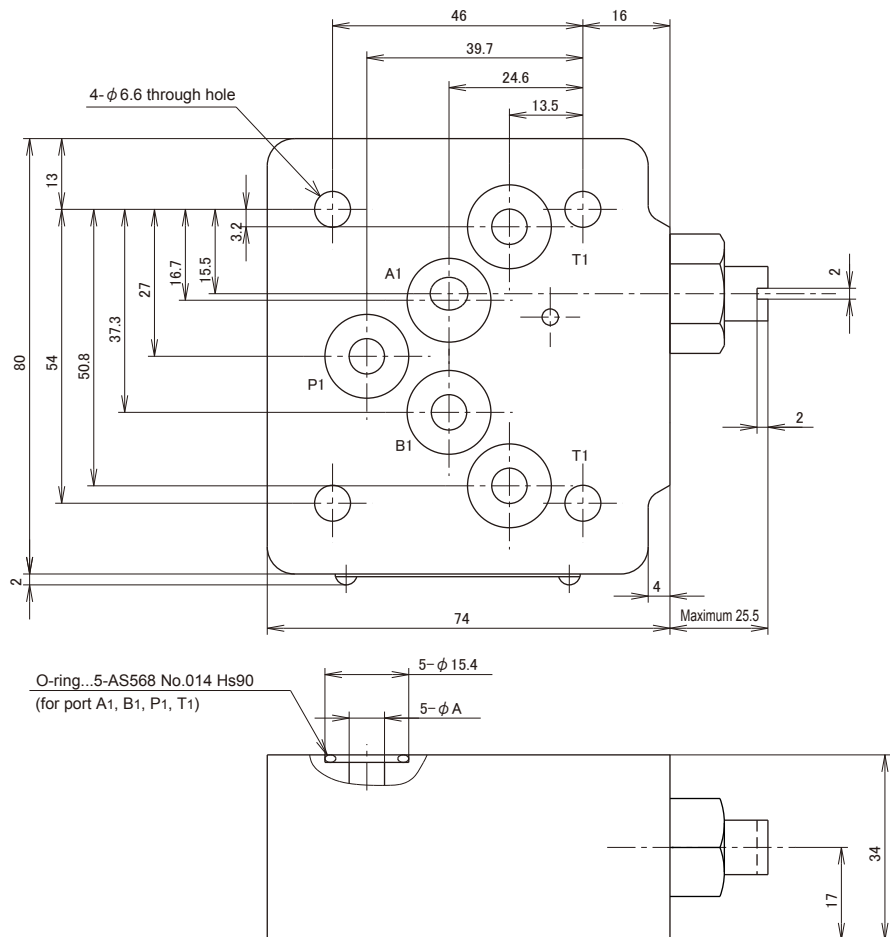 46
16
39.7
24.6
13.5
4-φ6.6 through hole
13
3.2
15.5
16.7
27
37.3
50.8
54
80
2
A1
T1
P1
B1
T1
2
2
4
74
Maximum 25.5
5-φ15.4
O-ring...5-AS568 No.014 Hs90
(for port A1, B1, P1, T1)
5-φA
34
17